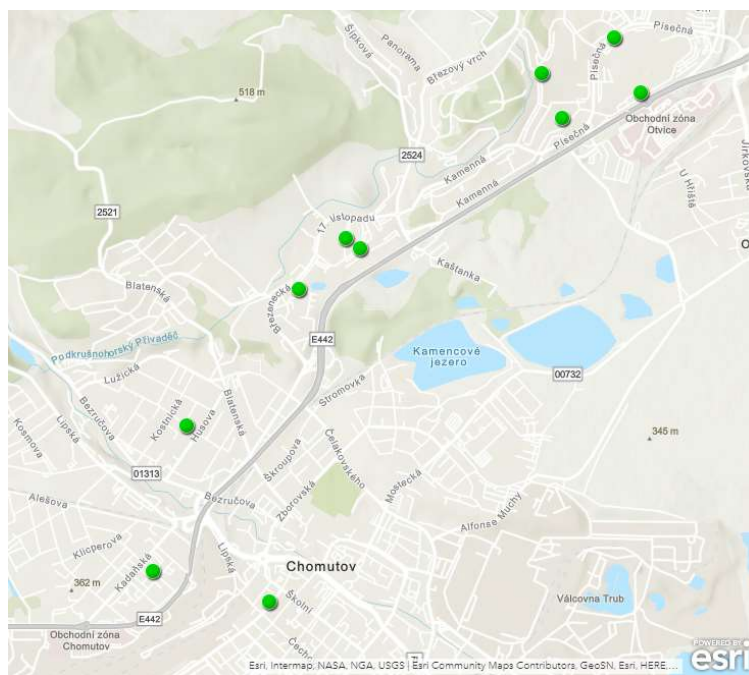 Písečná
Šípková
Panorama
Březový vrch
Písečná
518 m
Obchodní zóna
Otvice
Písečná
2524
Kamenná
Jirkovská
U Hřiště
Kamenná
2521
17. listopadu
Kaštanka
Blatenská
Březenecká
E442
Kamencové
jezero
Podkrušnohorský Přivaděč
00732
Lužická
Stromovka
Blatenská
Kostnická
Husova
Bezručova
Lipská
Kosmova
Škroupova
Čelakovského
345 m
01313
Mostecká
Bezručova
Zborovská
Alešova
Alfonse Muchy
Klicperova
Lipská
Kadaňská
Chomutov
362 m
Školní
Válcovna Trub
E442
Obchodní zóna
Chomutov
Čecho
POWERED BY
esri
Esri, Intermap, NASA, NGA, USGS | Esri Community Maps Contributors, GeoSN, Esri, HERE,...